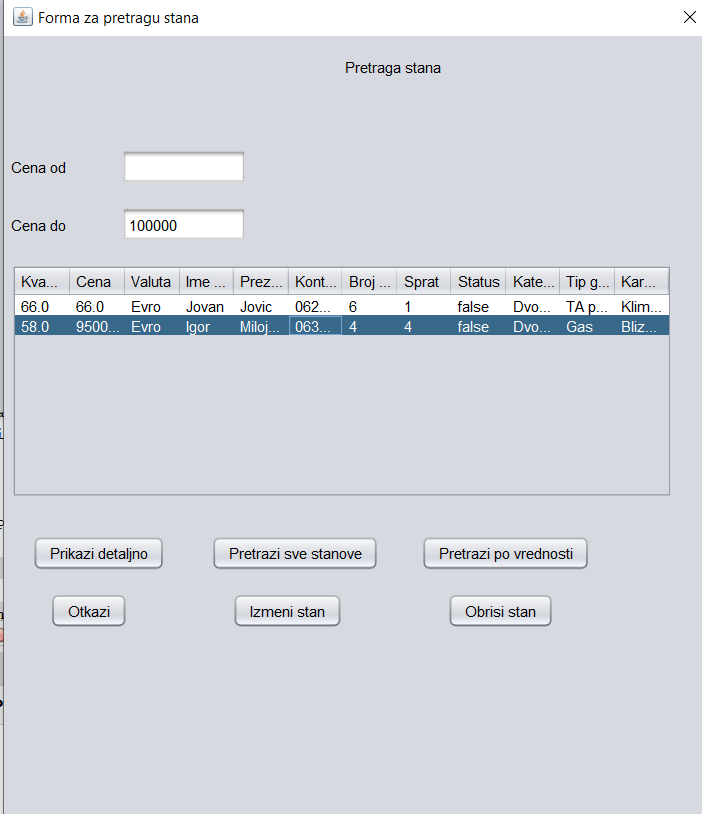 Forma za pretragu stana
Pretraga stana
Cena od
Cena do 100000
Kva... Cena Valuta Ime ... Prez... Kont... Broj ... Sprat Status Kate... Tip g... Kar...
66.0 66.0 Evro Jovan Jovic 062... 6 1 false Dvo... TA p... Klim...
58.0 9500... Evro Igor Miloj... 063... 4 4 false Dvo... Gas Bliz...
Prikazi detaljno Pretrazi sve stanove Pretrazi po vrednosti
Otkazi Izmeni stan Obrisi stan